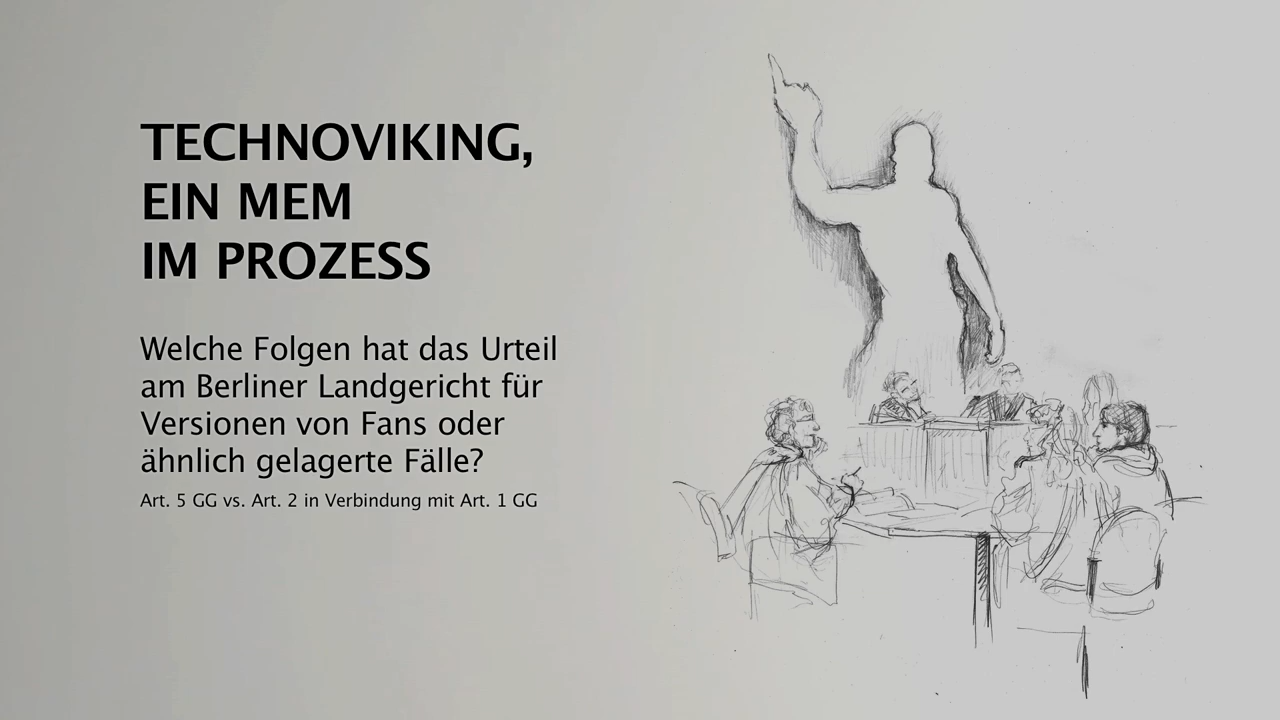 TECHNOVIKING,
EIN MEM
IM PROZESS
Welche Folgen hat das Urteil
am Berliner Landgericht für
Versionen von Fans oder
ähnlich gelagerte Fälle?
Art. 5 GG vs. Art. 2 in Verbindung mit Art. 1 GG